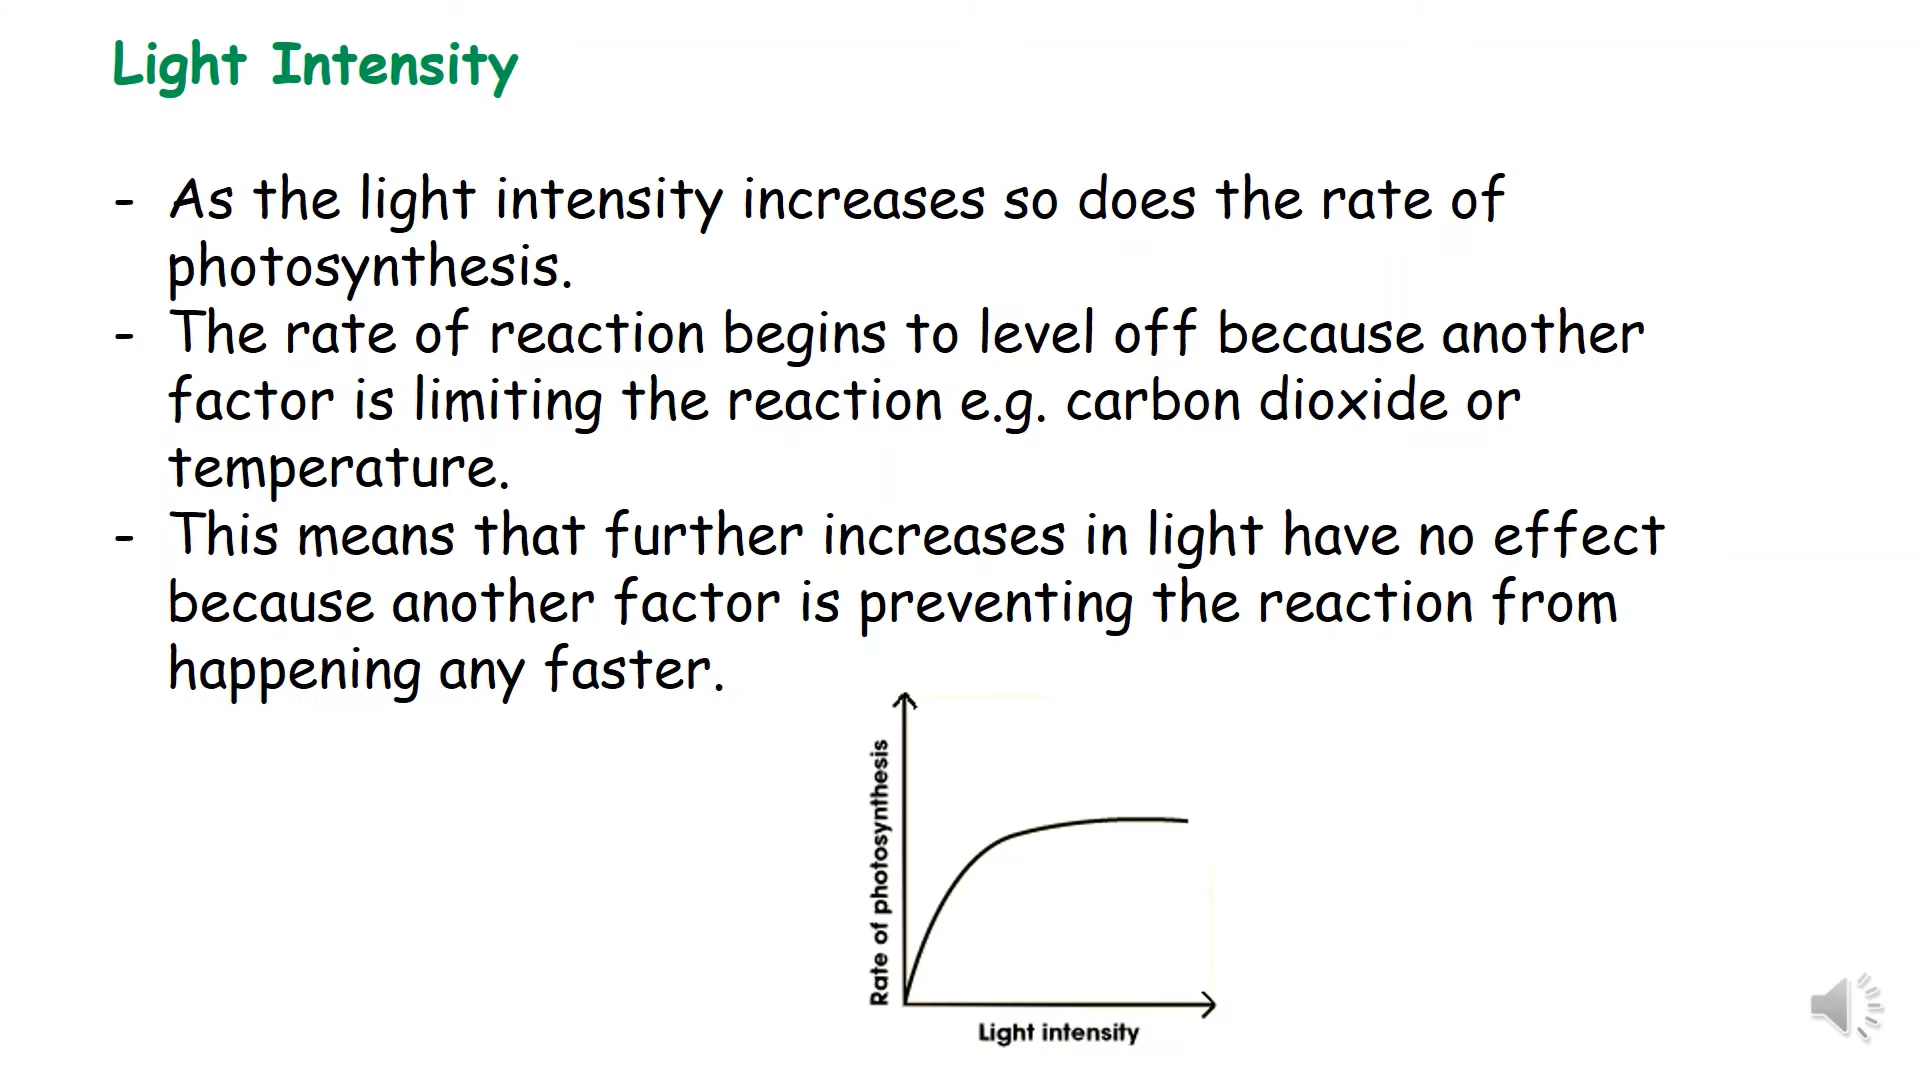 Light Intensity
- As the light intensity increases so does the rate of
photosynthesis.
- The rate of reaction begins to level off because another
factor is limiting the reaction e.g. carbon dioxide or
temperature.
- This means that further increases in light have no effect
because another factor is preventing the reaction from
happening any faster.
Rate of photosynthesis
Light intensity